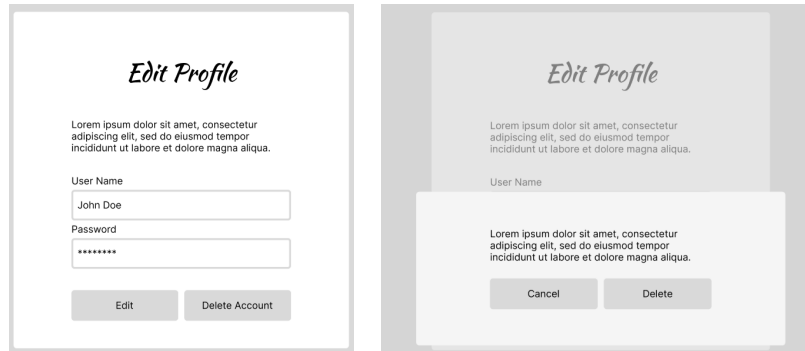 Edit Profile
Lorem ipsum dolor sit amet, consectetur
adipiscing elit, sed do eiusmod tempor
incididunt ut labore et dolore magna aliqua.
User Name
John Doe
Password
********
Edit
Delete Account
Edit Profile
Lorem ipsum dolor sit amet, consectetur
adipiscing elit, sed do eiusmod tempor
incididunt ut labore et dolore magna aliqua.
User Name
Lorem ipsum dolor sit amet, consectetur
adipiscing elit, sed do eiusmod tempor
incididunt ut labore et dolore magna aliqua.
Cancel
Delete